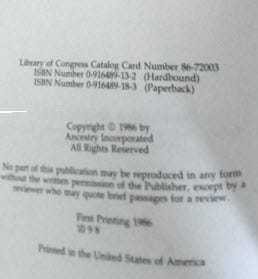 Library of Congress Catalog Card Number 86-72003
ISBN Number 0-916489-13-2 (Hardbound)
ISBN Number 0-916489-18-3 (Paperback)
Copyright © 1986 by
Ancestry Incorporated
All Rights Reserved
No part of this publication may be reproduced in any form
without the written permission of the Publisher, except by a
reviewer who may quote brief passages for a review.
First Printing 1986
10 9 8
Printed in the United States of America